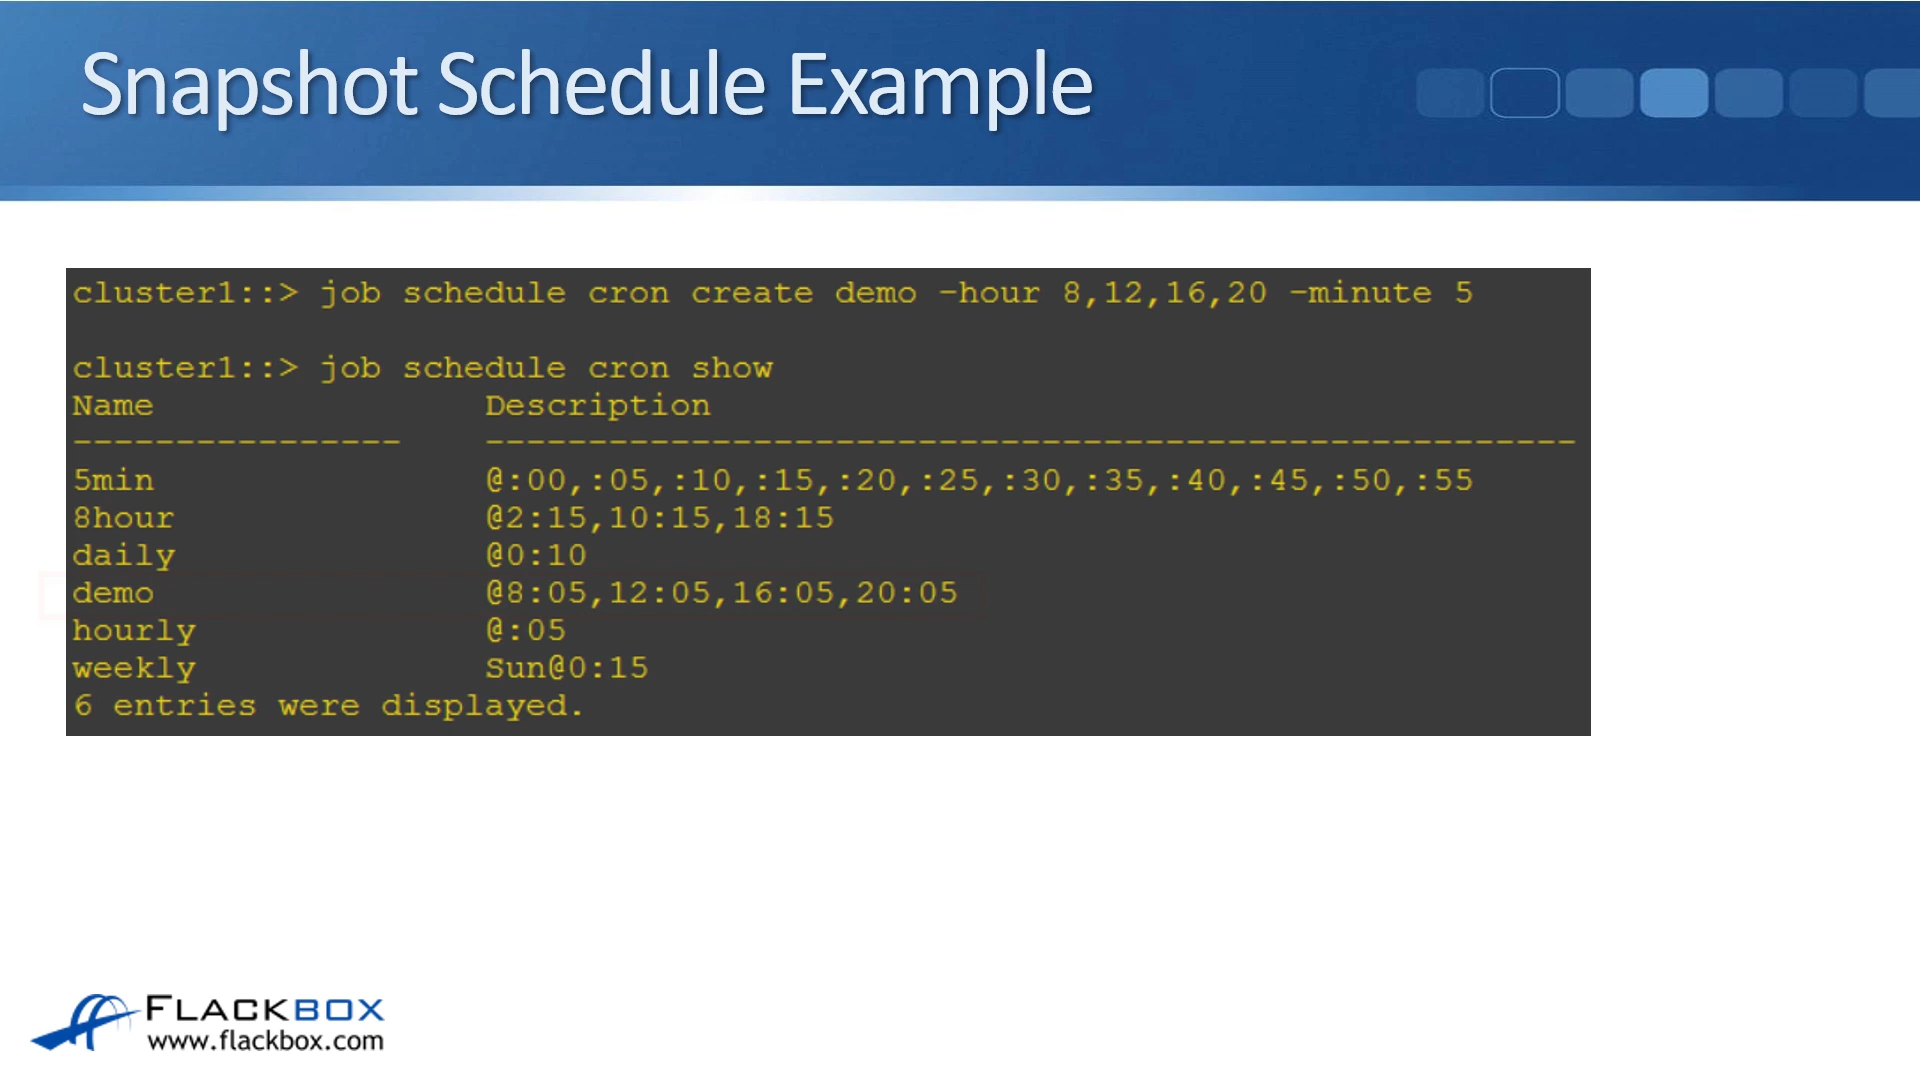 Snapshot Schedule Example
cluster1::> job schedule cron create demo -hour 8,12,16,20 -minute 5
cluster1::> job schedule cron show
Name                Description
----------------    -----------------------------------------------------
5min                @:00,:05,:10,:15,:20,:25,:30,:35,:40,:45,:50,:55
8hour               @2:15,10:15,18:15
daily               @0:10
demo                @8:05,12:05,16:05,20:05
hourly              @:05
weekly              Sun@0:15
6 entries were displayed.
FLACKBOX
www.flackbox.com